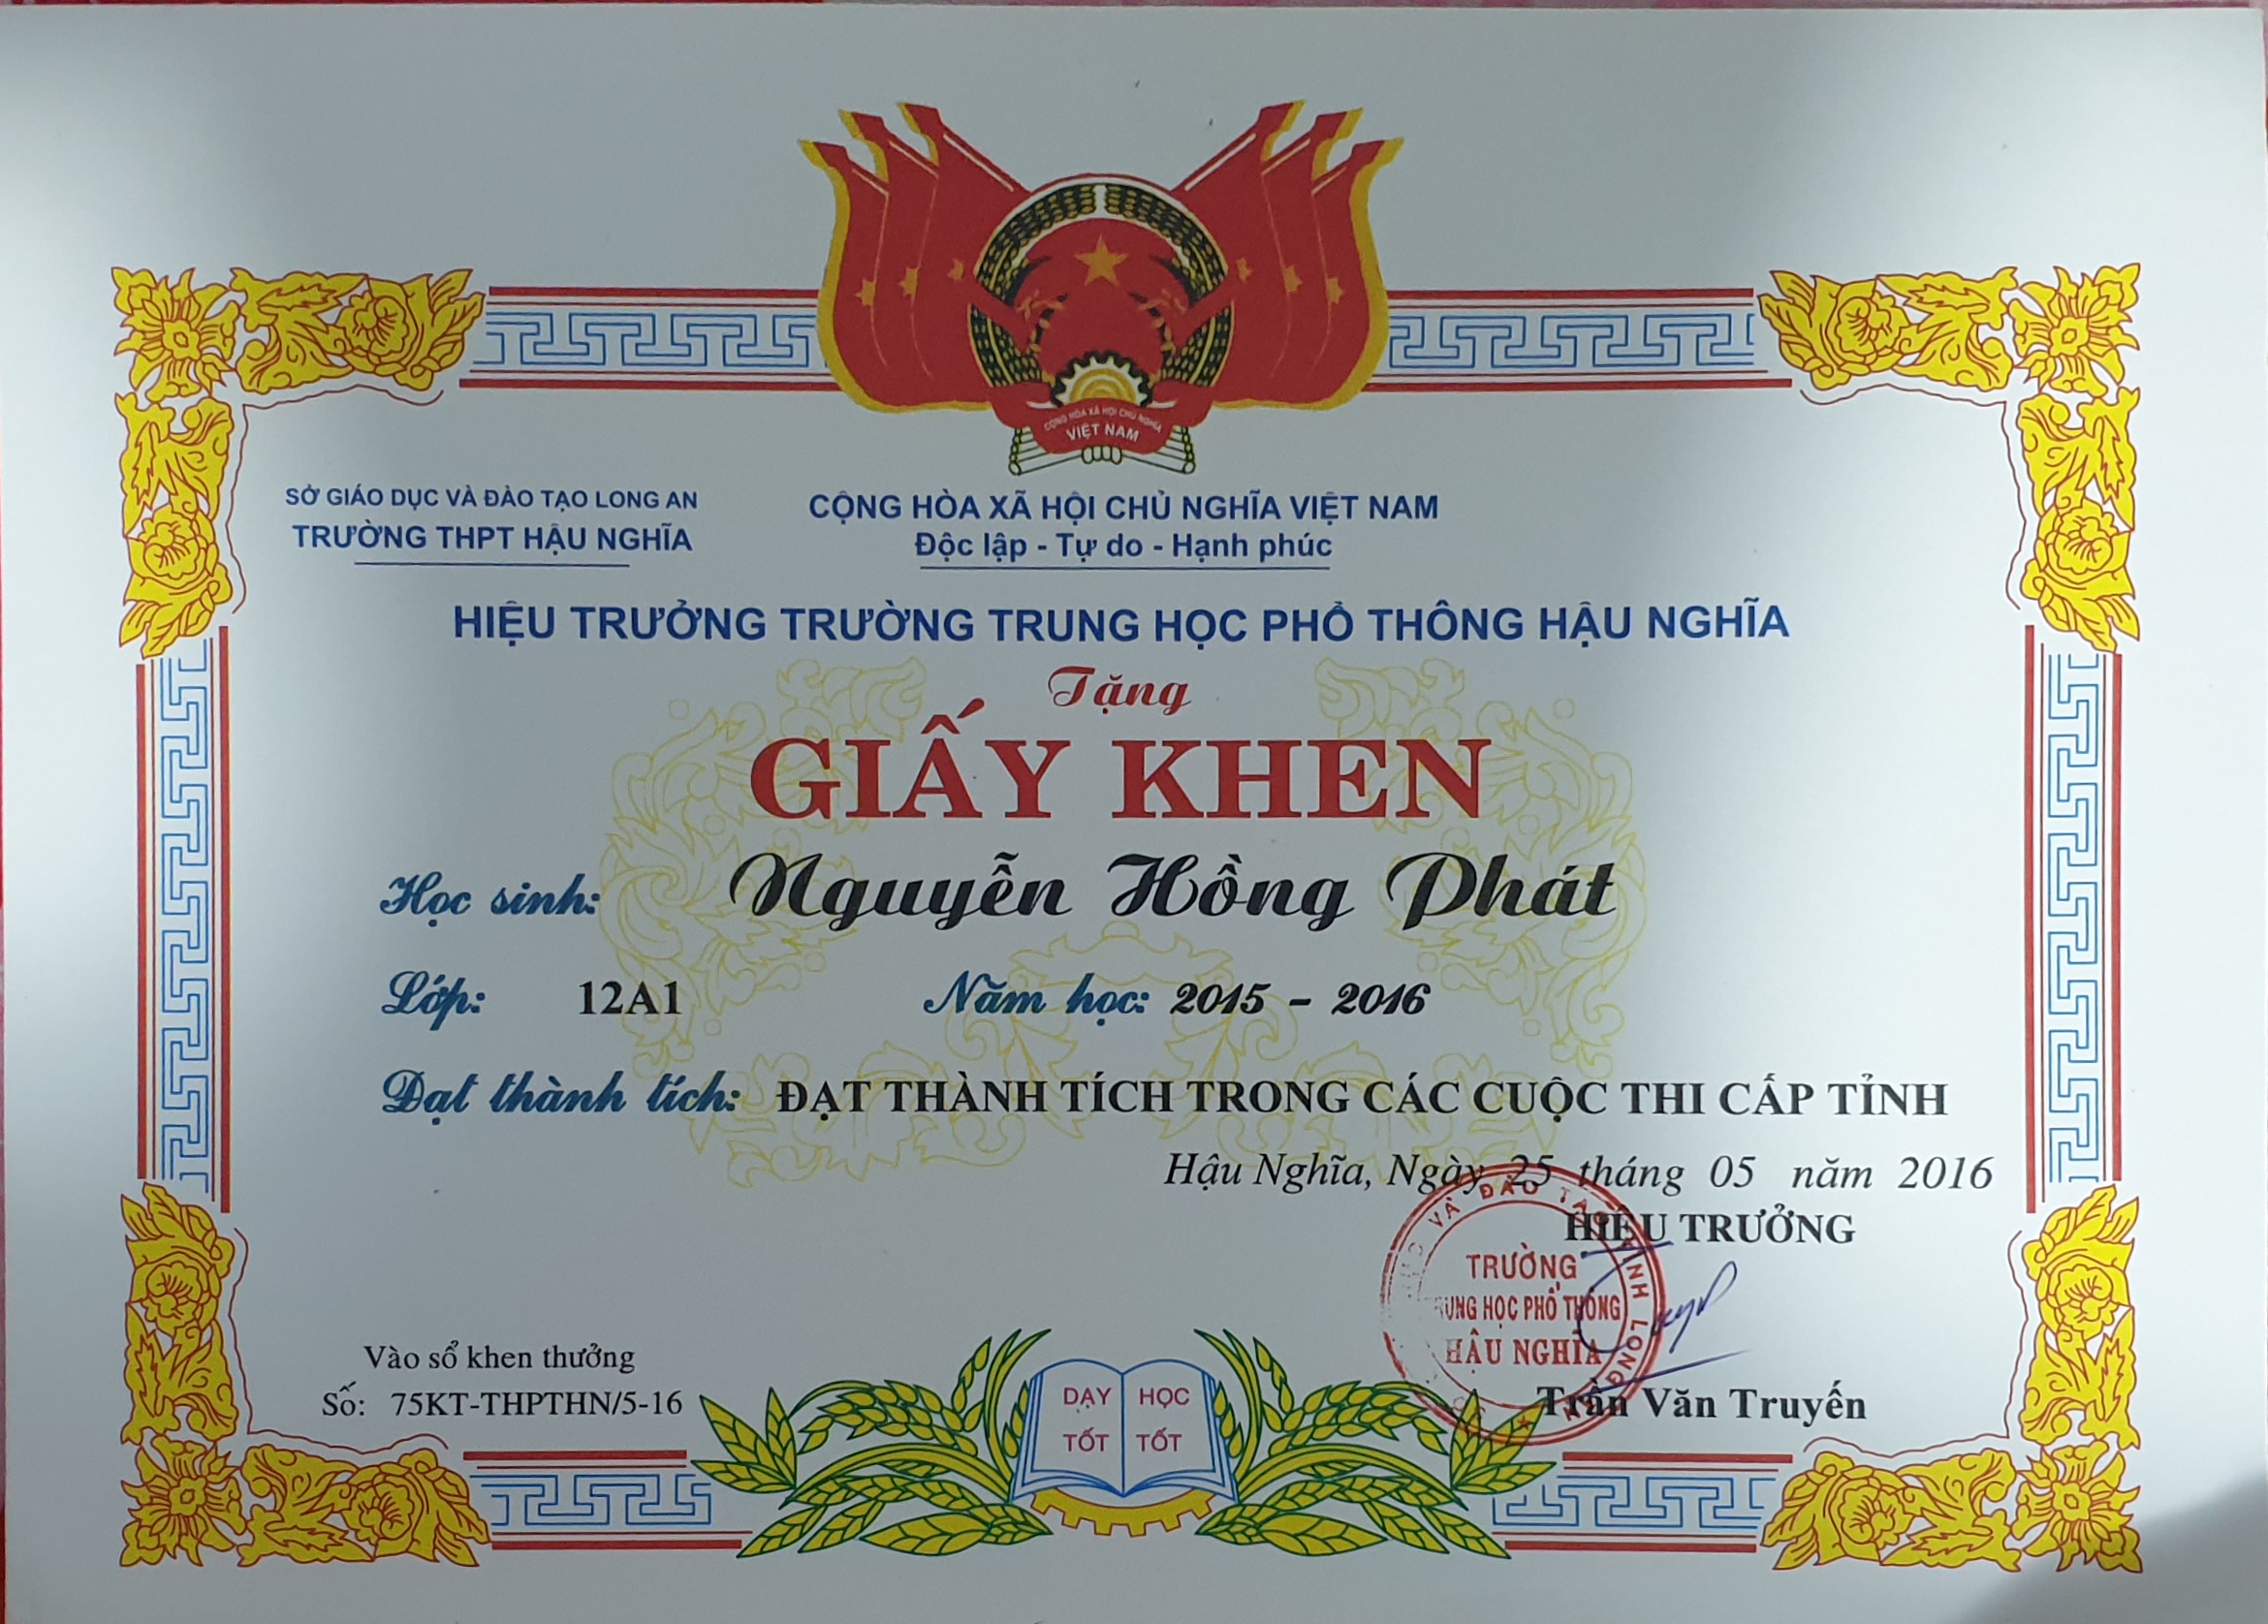 CỘNG HÒA XÃ HỘI CHỦ NGHĨA
VIỆT NAM
SỞ GIÁO DỤC VÀ ĐÀO TẠO LONG AN
TRƯỜNG THPT HẬU NGHĨA
CỘNG HÒA XÃ HỘI CHỦ NGHĨA VIỆT NAM
Độc lập - Tự do - Hạnh phúc
HIỆU TRƯỞNG TRƯỜNG TRUNG HỌC PHỔ THÔNG HẬU NGHĨA
Tặng
GIẤY KHEN
Học sinh: Nguyễn Hồng Phát
Lớp: 12A1 Năm học: 2015 - 2016
Đạt thành tích: ĐẠT THÀNH TÍCH TRONG CÁC CUỘC THI CẤP TỈNH
Hậu Nghĩa, Ngày 25 tháng 05 năm 2016
HIỆU TRƯỞNG
VÀ ĐÀO TẠO TỈNH LONG
TRƯỜNG
TRUNG HỌC PHỔ THÔNG
HẬU NGHĨA
Trần Văn Truyến
Vào sổ khen thưởng
Số: 75KT-THPTHN/5-16
DẠY HỌC
TỐT TỐT